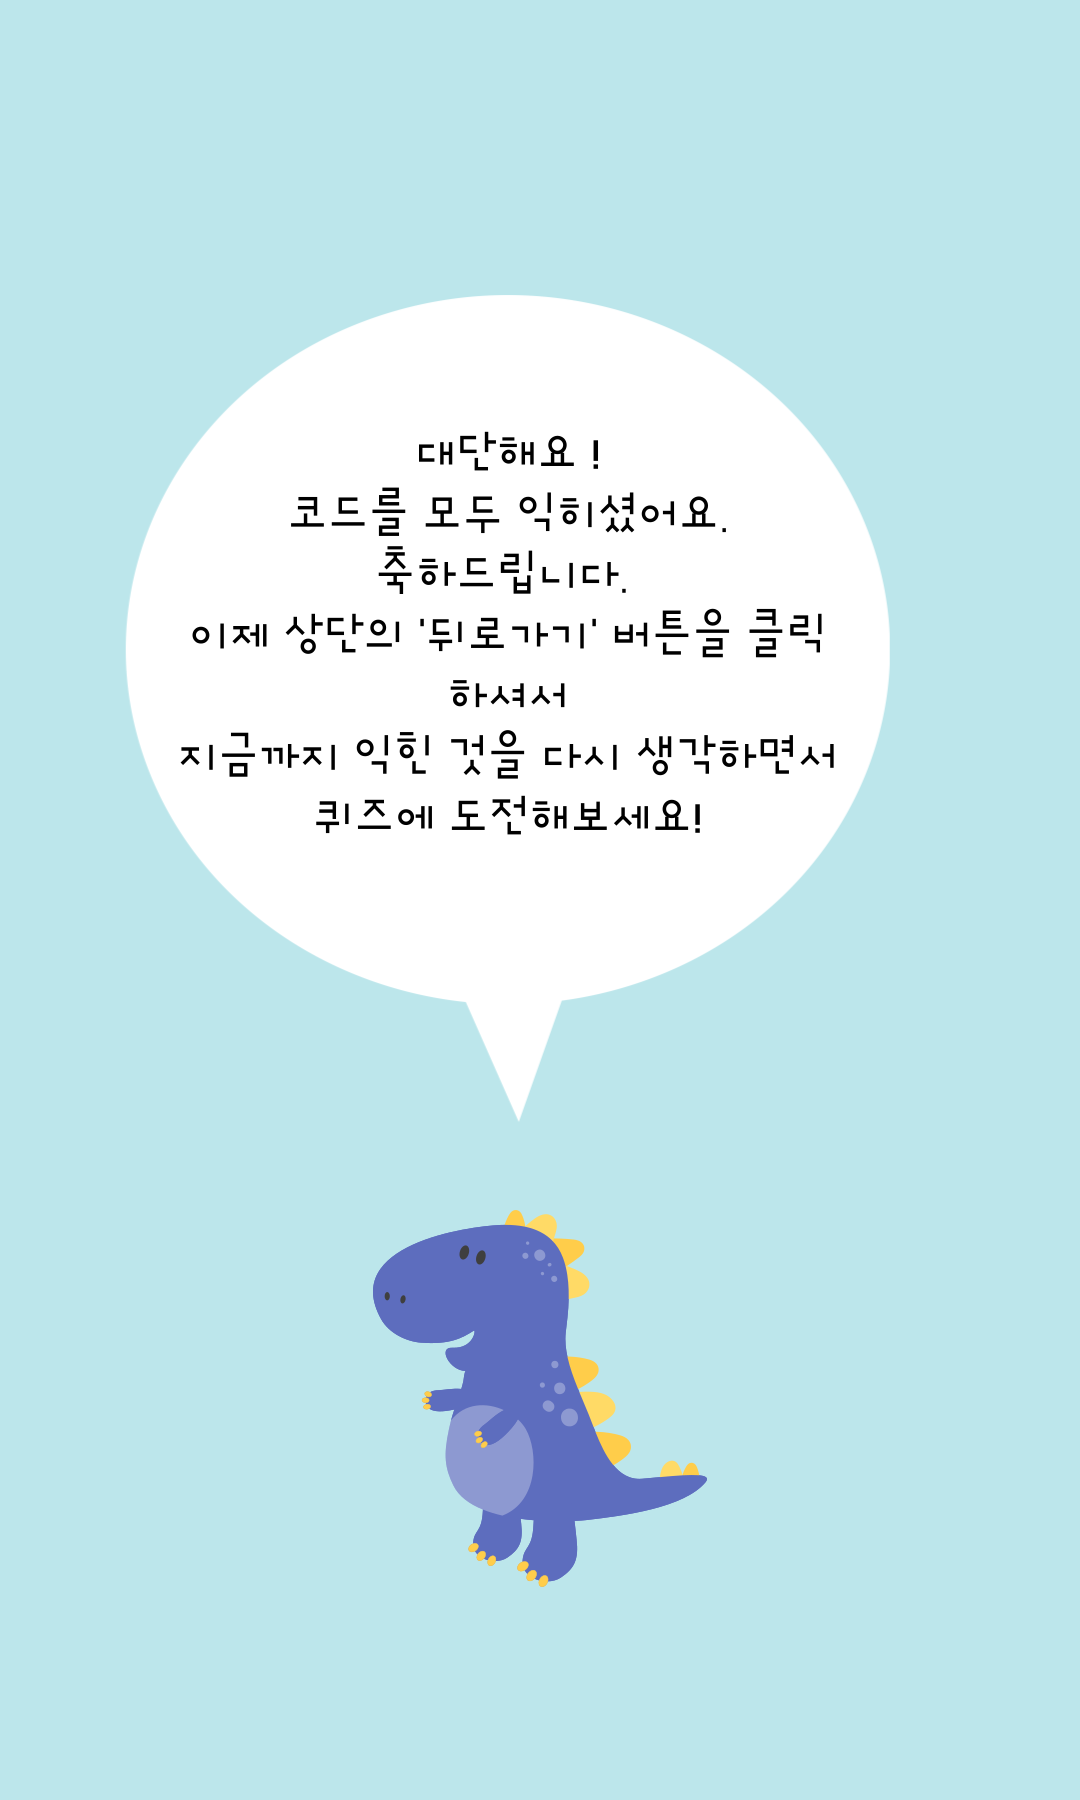 대단해요 !
코드를 모두 익히셨어요.
축하드립니다.
이제 상단의 '뒤로가기' 버튼을 클릭
하셔서
지금까지 익힌 것을 다시 생각하면서
퀴즈에 도전해보세요!